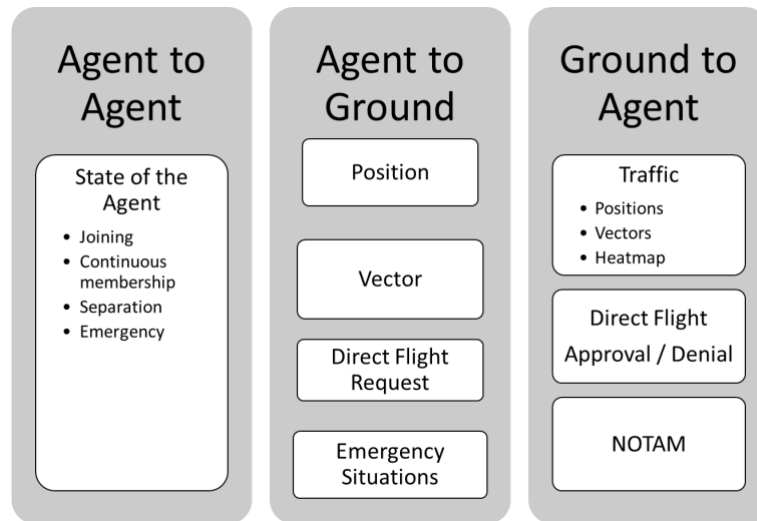 Agent to
Agent
State of the
Agent
• Joining
• Continuous
membership
• Separation
• Emergency
Agent to
Ground
Position
Vector
Direct Flight
Request
Emergency
Situations
Ground to
Agent
Traffic
• Positions
• Vectors
• Heatmap
Direct Flight
Approval / Denial
NOTAM